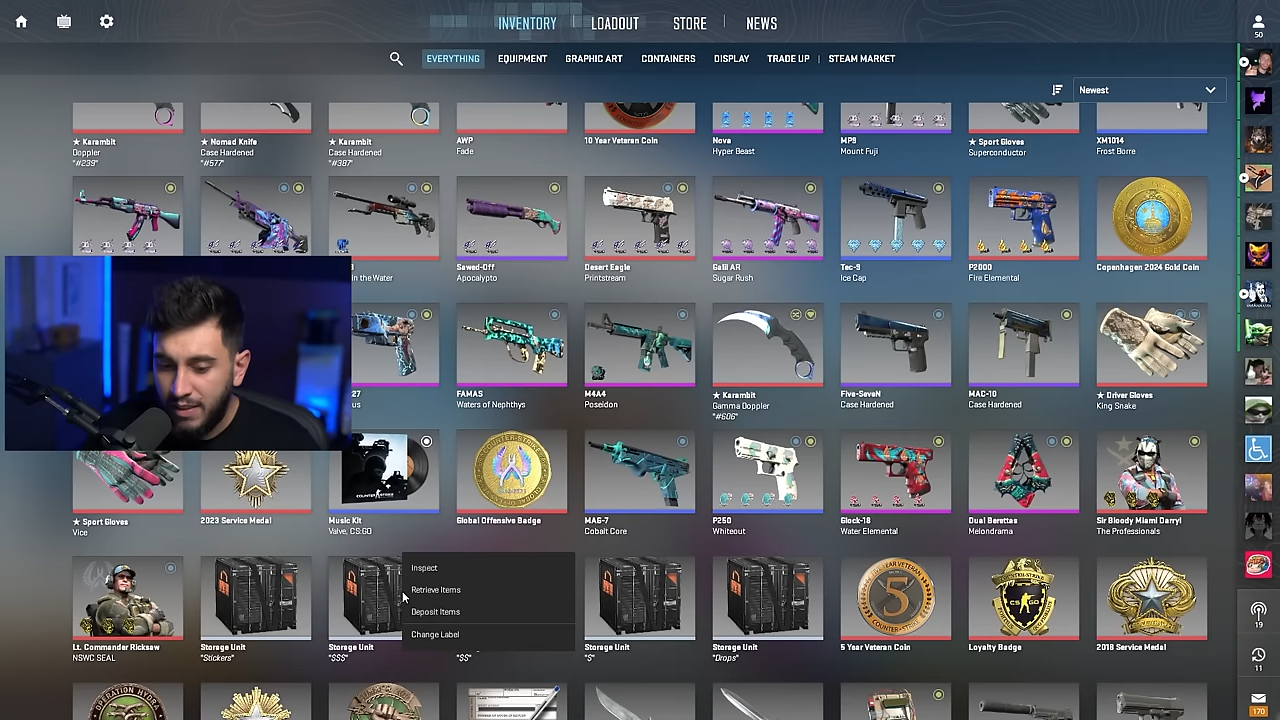 INVENTORY
LOADOUT
STORE
NEWS
50
EVERYTHING
EQUIPMENT
GRAPHIC ART
CONTAINERS
DISPLAY
TRADE UP
STEAM MARKET
Newest
★ Karambit
Doppler
"#239"
★ Nomad Knife
Case Hardened
"#577"
★ Karambit
Case Hardened
"#387"
AWP
Fade
10 Year Veteran Coin
Nova
Hyper Beast
MP9
Mount Fuji
★ Sport Gloves
Superconductor
XM1014
Frost Borre
in the Water
Sawed-Off
Apocalypto
Desert Eagle
Printstream
Galil AR
Sugar Rush
Tec-9
Ice Cap
P2000
Fire Elemental
Copenhagen 2024 Gold Coin
27
us
FAMAS
Waters of Nephthys
M4A4
Poseidon
★ Karambit
Gamma Doppler
"#606"
Five-SeveN
Case Hardened
MAC-10
Case Hardened
★ Driver Gloves
King Snake
★ Sport Gloves
Vice
2023 Service Medal
Music Kit
Valve, CS:GO
Global Offensive Badge
MAG-7
Cobalt Core
P250
Whiteout
Glock-18
Water Elemental
Dual Berettas
Melondrama
Sir Bloody Miami Darryl
The Professionals
Inspect
Retrieve Items
Deposit Items
Change Label
Lt. Commander Ricksaw
NSWC SEAL
Storage Unit
"Stickers"
Storage Unit
"$$$"
"$$"
Storage Unit
"$"
Storage Unit
"Drops"
5 Year Veteran Coin
Loyalty Badge
2018 Service Medal
19
11
170